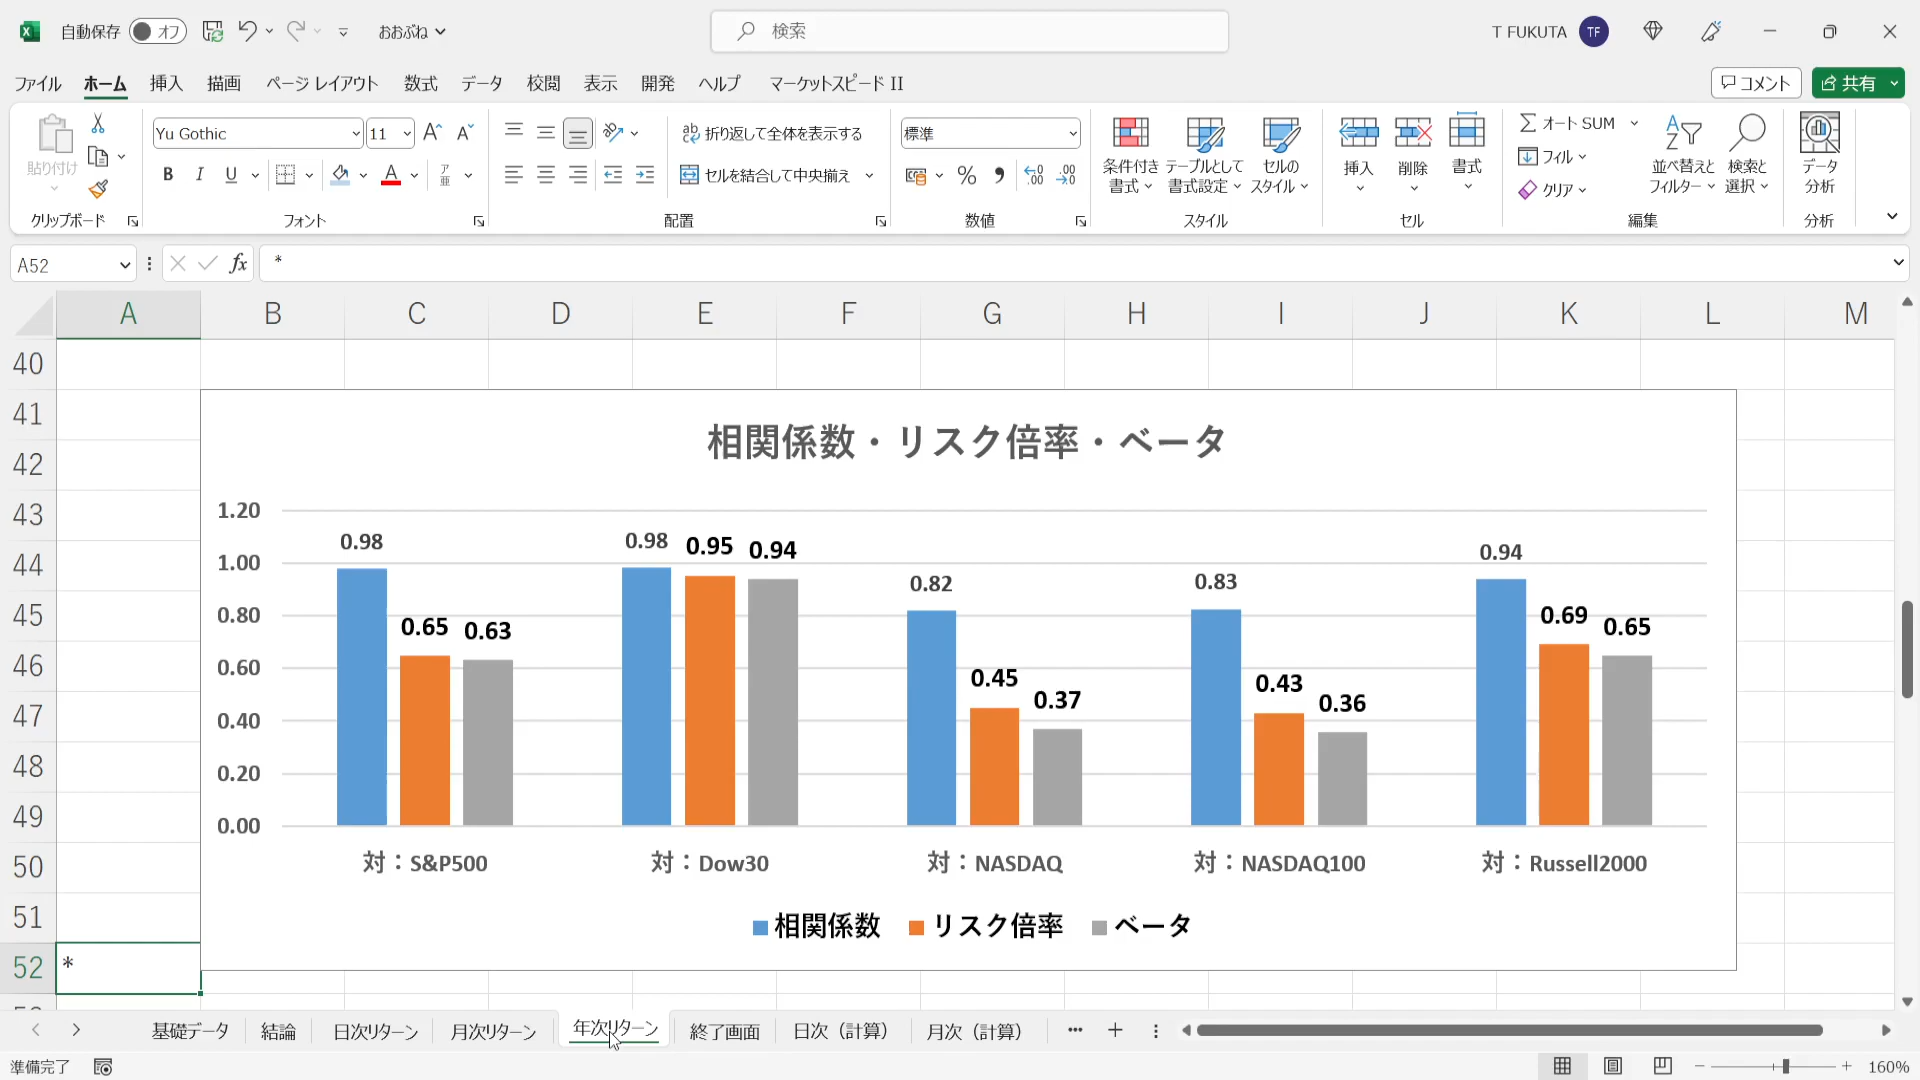 自動保存 オフ おおぶね 検索 T FUKUTA TF
ファイル ホーム 挿入 描画 ページ レイアウト 数式 データ 校閲 表示 開発 ヘルプ マーケットスピード II コメント 共有
貼り付け
クリップボード
Yu Gothic 11
B I U A ア亜
フォント
ab 折り返して全体を表示する
セルを結合して中央揃え
配置
標準
% ,
数値
条件付き書式 テーブルとして書式設定 セルのスタイル
スタイル
挿入 削除 書式
セル
Σ オート SUM
フィル
クリア
並べ替えとフィルター 検索と選択
編集
データ分析
分析
A52 fx *
A B C D E F G H I J K L M
40
41
42
43
44
45
46
47
48
49
50
51
52 *
相関係数・リスク倍率・ベータ
1.20
1.00
0.80
0.60
0.40
0.20
0.00
0.98 0.65 0.63
0.98 0.95 0.94
0.82 0.45 0.37
0.83 0.43 0.36
0.94 0.69 0.65
対：S&P500 対：Dow30 対：NASDAQ 対：NASDAQ100 対：Russell2000
相関係数 リスク倍率 ベータ
基礎データ 結論 日次リターン 月次リターン 年次リターン 終了画面 日次（計算） 月次（計算） ... +
準備完了 160%